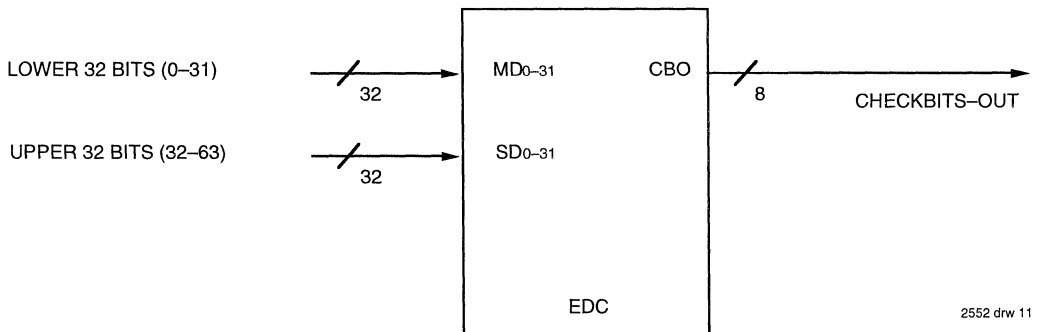 LOWER 32 BITS (0–31)
32
MD0–31
CBO
8
CHECKBITS–OUT
UPPER 32 BITS (32–63)
32
SD0–31
EDC
2552 drw 11